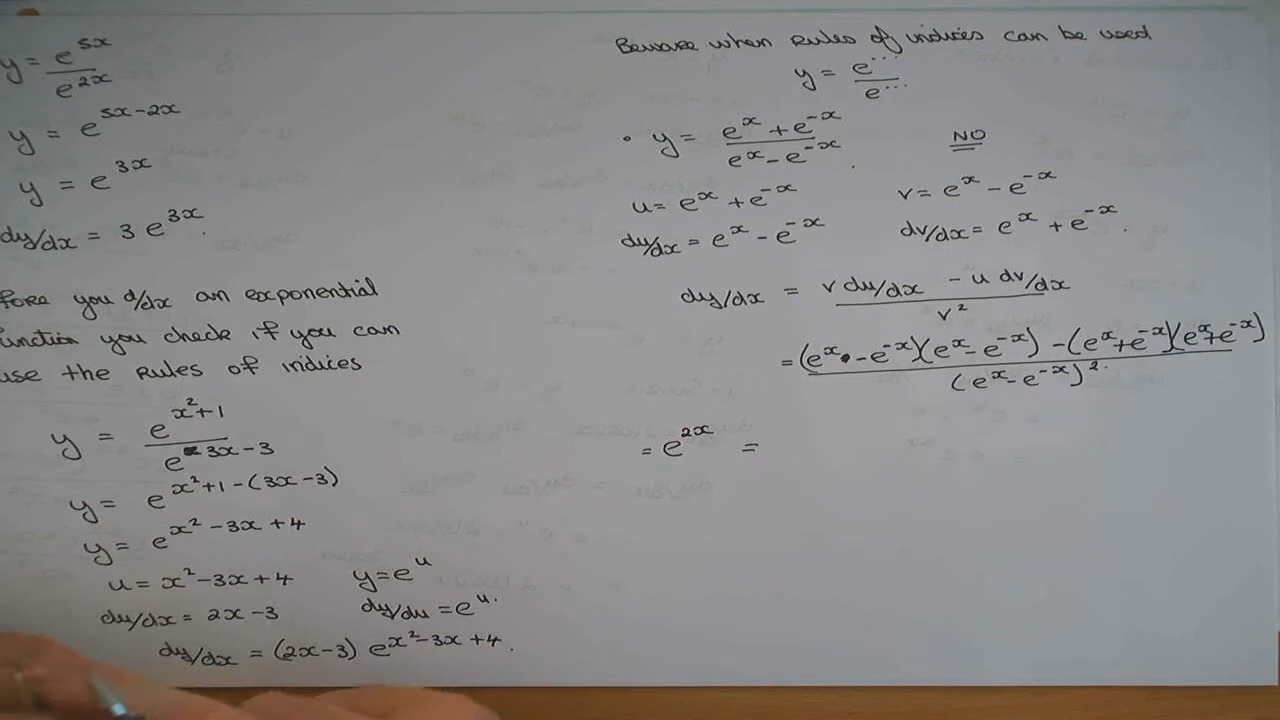 y = e^5x / e^2x
y = e^5x-2x
y = e^3x
dy/dx = 3 e^3x.
fore you d/dx an exponential
unction you check if you can
use the rules of indices
y = e^x²+1 / e^3x-3
y = e^x²+1-(3x-3)
y = e^x²-3x+4
u = x²-3x+4 y = e^u
du/dx = 2x-3 dy/du = e^u.
dy/dx = (2x-3) e^x²-3x+4.
Beware when rules of indices can be used
y = e^... / e^...
• y = e^x + e^-x / e^x - e^-x . NO
u = e^x + e^-x v = e^x - e^-x
du/dx = e^x - e^-x dv/dx = e^x + e^-x.
dy/dx = v du/dx - u dv/dx / v²
= (e^x - e^-x)(e^x - e^-x) - (e^x + e^-x)(e^x + e^-x) / (e^x - e^-x)².
= e^2x =